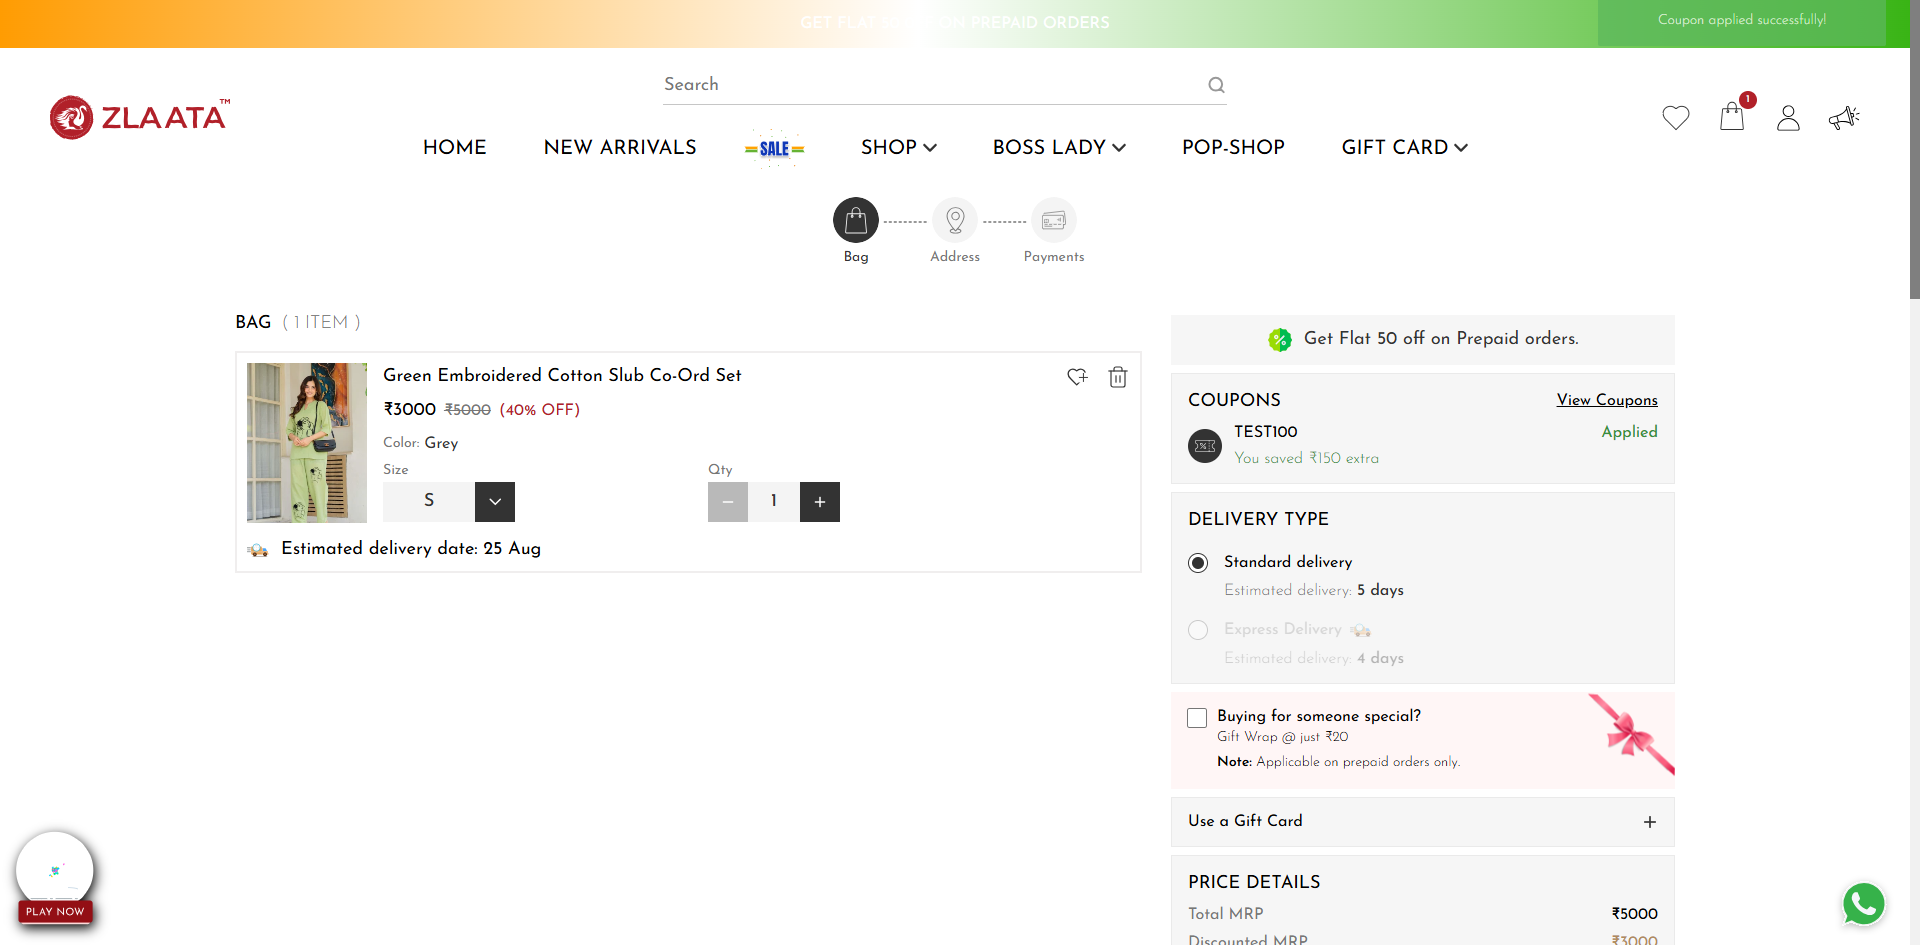 GET FLAT 50 OFF ON PREPAID ORDERS
Coupon applied successfully!
Search
ZLAATA™
1
HOME
NEW ARRIVALS
SALE
SHOP
BOSS LADY
POP-SHOP
GIFT CARD
Bag
Address
Payments
BAG ( 1 ITEM )
Green Embroidered Cotton Slub Co-Ord Set
₹3000 ₹5000 (40% OFF)
Color: Grey
Size
Qty
S
1
Estimated delivery date: 25 Aug
Get Flat 50 off on Prepaid orders.
COUPONS
View Coupons
TEST100
Applied
You saved ₹150 extra
DELIVERY TYPE
Standard delivery
Estimated delivery: 5 days
Express Delivery
Estimated delivery: 4 days
Buying for someone special?
Gift Wrap @ just ₹20
Note: Applicable on prepaid orders only.
Use a Gift Card
PRICE DETAILS
Total MRP ₹5000
Discounted MRP ₹3000
PLAY NOW